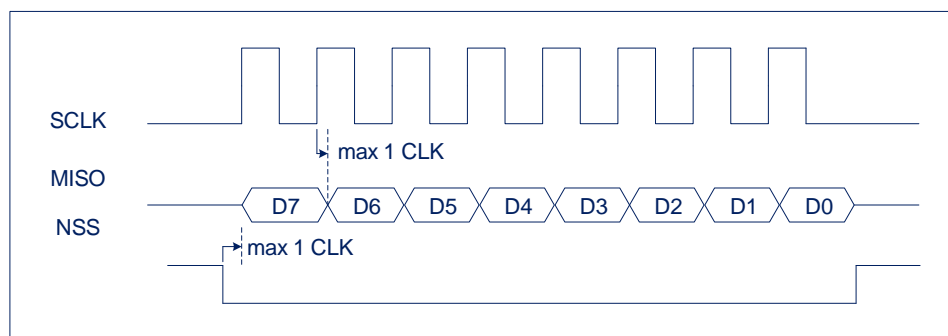 SCLK
max 1 CLK
MISO
D7 D6 D5 D4 D3 D2 D1 D0
NSS
max 1 CLK